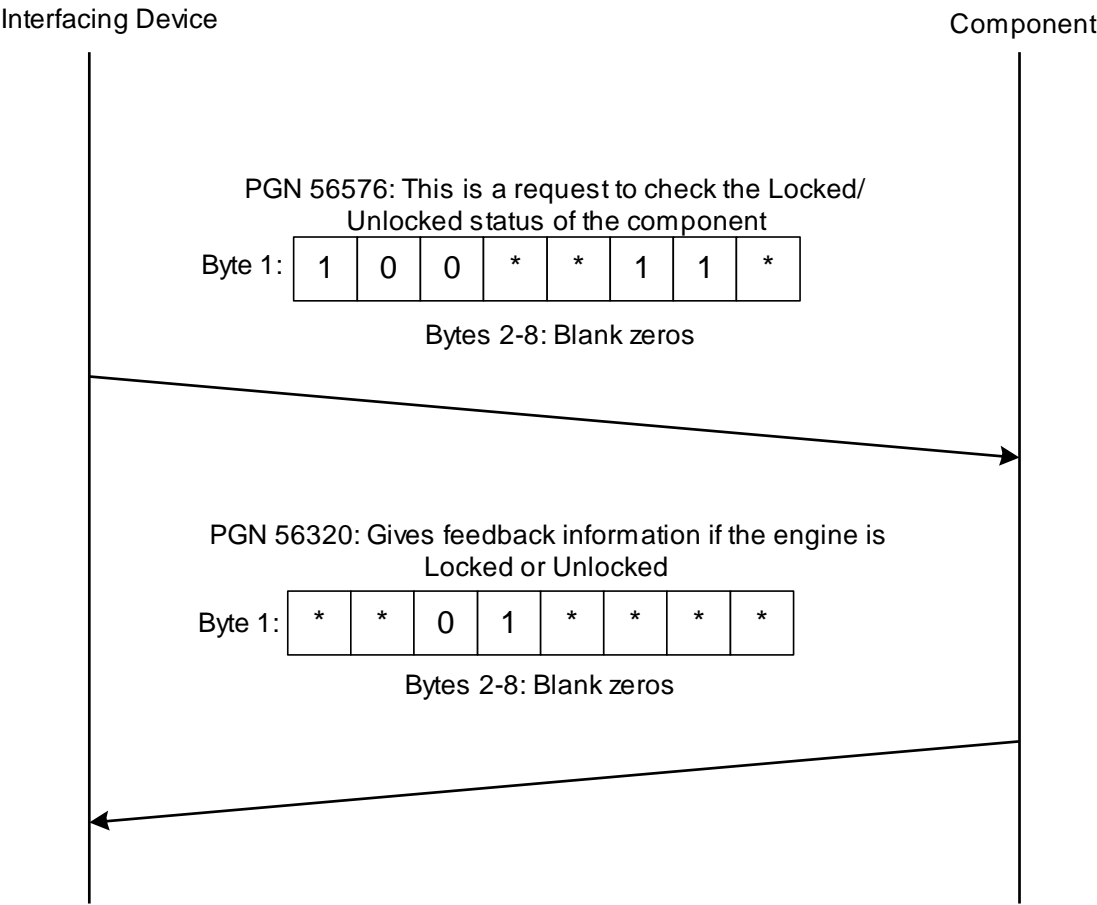 Interfacing Device
Component
PGN 56576: This is a request to check the Locked/
Unlocked status of the component
Byte 1: 1 0 0 * * 1 1 *
Bytes 2-8: Blank zeros
PGN 56320: Gives feedback information if the engine is
Locked or Unlocked
Byte 1: * * 0 1 * * * *
Bytes 2-8: Blank zeros